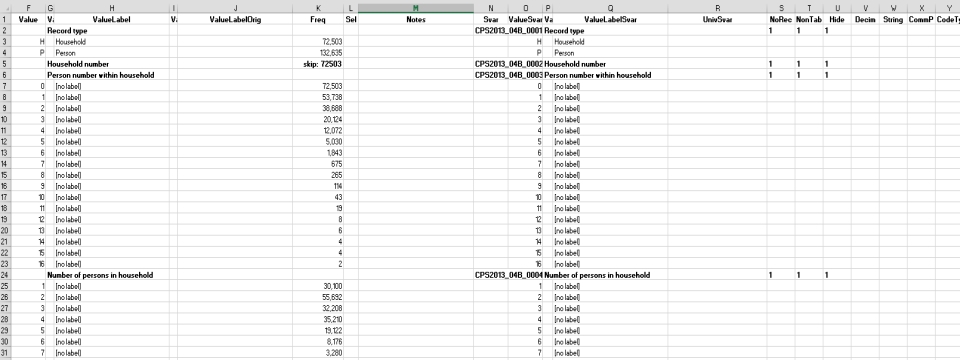 F G H I J K L M N O P Q R S T U V W X Y
1 Value V: ValueLabel V: ValueLabelOrig Freq Sel Notes Svar ValueSvar Va ValueLabelSvar UnivSvar NoRec NonTab Hide Decim String CommP CodeTy
2 Record type CPS2013_04B_0001 Record type 1 1 1
3 H Household 72,503 H Household
4 P Person 132,635 P Person
5 Household number skip: 72503 CPS2013_04B_0002 Household number 1 1 1
6 Person number within household CPS2013_04B_0003 Person number within household 1 1 1
7 0 [no label] 72,503 0 [no label]
8 1 [no label] 53,738 1 [no label]
9 2 [no label] 38,688 2 [no label]
10 3 [no label] 20,124 3 [no label]
11 4 [no label] 12,072 4 [no label]
12 5 [no label] 5,030 5 [no label]
13 6 [no label] 1,843 6 [no label]
14 7 [no label] 675 7 [no label]
15 8 [no label] 265 8 [no label]
16 9 [no label] 114 9 [no label]
17 10 [no label] 43 10 [no label]
18 11 [no label] 19 11 [no label]
19 12 [no label] 8 12 [no label]
20 13 [no label] 6 13 [no label]
21 14 [no label] 4 14 [no label]
22 15 [no label] 4 15 [no label]
23 16 [no label] 2 16 [no label]
24 Number of persons in household CPS2013_04B_0004 Number of persons in household 1 1 1
25 1 [no label] 30,100 1 [no label]
26 2 [no label] 55,692 2 [no label]
27 3 [no label] 32,208 3 [no label]
28 4 [no label] 35,210 4 [no label]
29 5 [no label] 19,122 5 [no label]
30 6 [no label] 8,176 6 [no label]
31 7 [no label] 3,280 7 [no label]